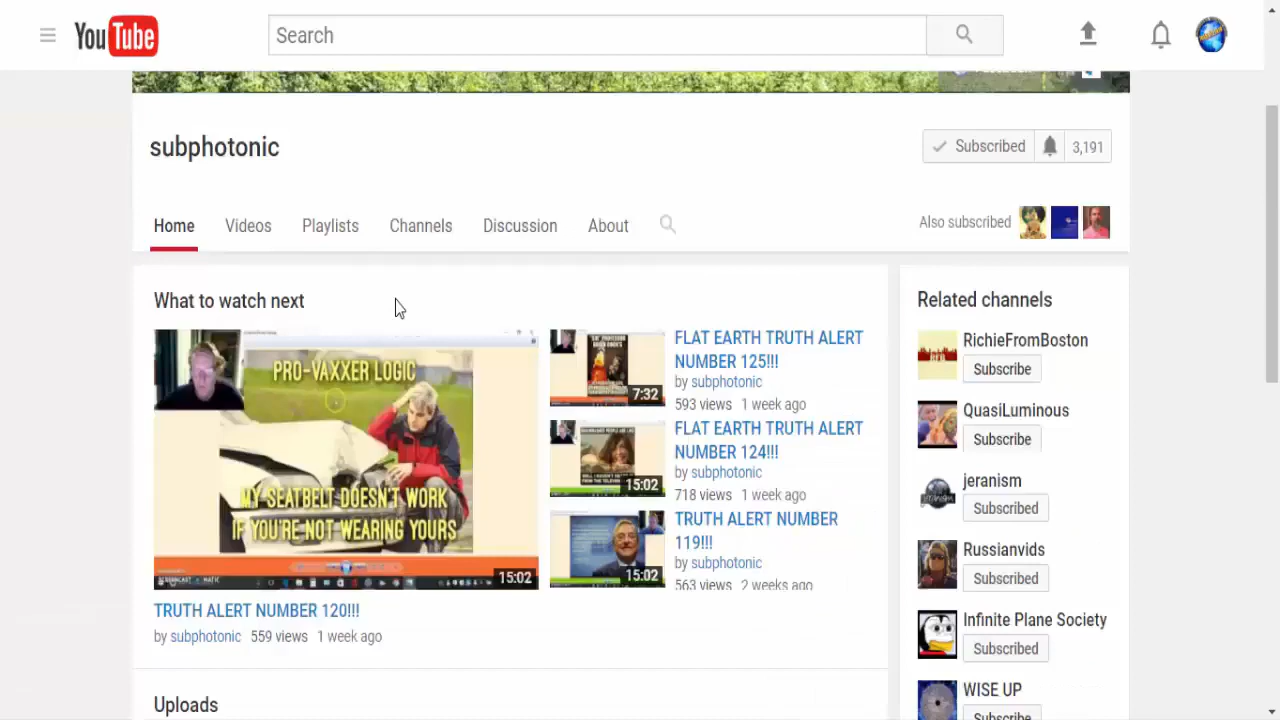 YouTube
Search
subphotonic
Subscribed 3,191
Home Videos Playlists Channels Discussion About
Also subscribed
What to watch next
PRO-VAXXER LOGIC
MY SEATBELT DOESN'T WORK
IF YOU'RE NOT WEARING YOURS
15:02
TRUTH ALERT NUMBER 120!!!
by subphotonic 559 views 1 week ago
7:32
FLAT EARTH TRUTH ALERT
NUMBER 125!!!
by subphotonic
593 views 1 week ago
15:02
FLAT EARTH TRUTH ALERT
NUMBER 124!!!
by subphotonic
718 views 1 week ago
15:02
TRUTH ALERT NUMBER
119!!!
by subphotonic
563 views 2 weeks ago
Uploads
Related channels
RichieFromBoston
Subscribe
QuasiLuminous
Subscribe
jeranism
Subscribed
Russianvids
Subscribed
Infinite Plane Society
Subscribed
WISE UP
Subscribe